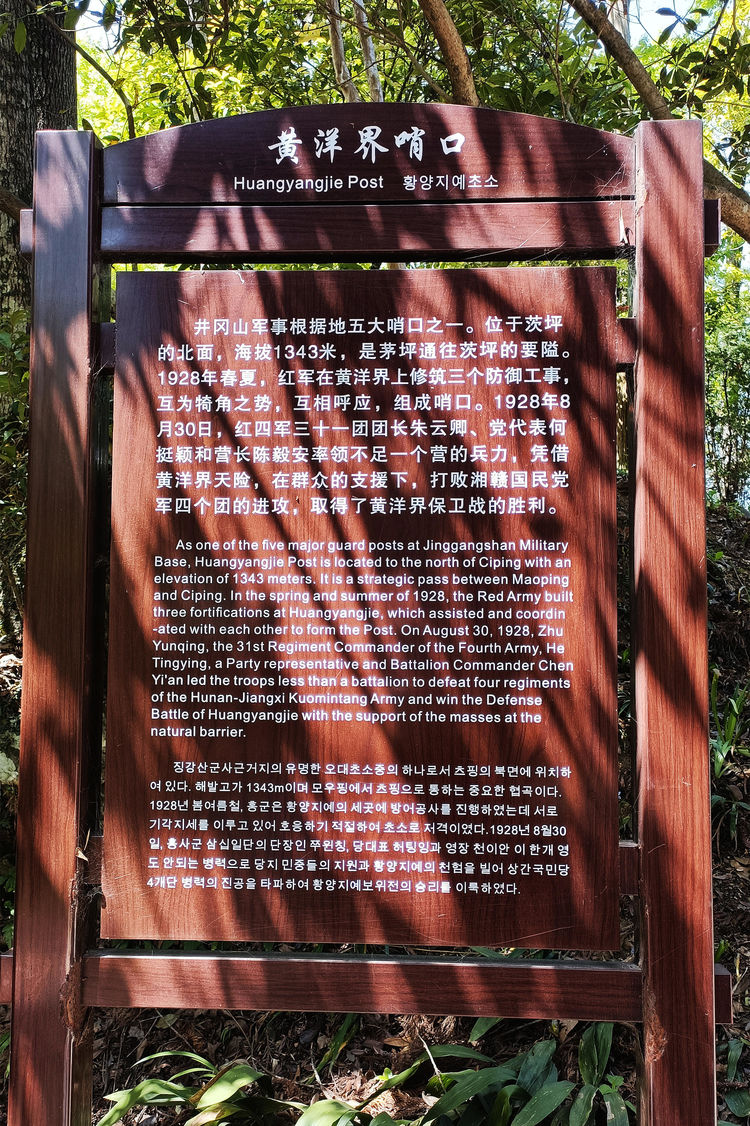 黄洋界哨口
Huangyangjie Post 황양지예초소
井冈山军事根据地五大哨口之一。位于茨坪
的北面，海拔1343米，是茅坪通往茨坪的要隘。
1928年春夏，红军在黄洋界上修筑三个防御工事，
互为犄角之势，互相呼应，组成哨口。1928年8
月30日，红四军三十一团团长朱云卿、党代表何
挺颖和营长陈毅安率领不足一个营的兵力，凭借
黄洋界天险，在群众的支援下，打败湘赣国民党
军四个团的进攻，取得了黄洋界保卫战的胜利。
As one of the five major guard posts at Jinggangshan Military
Base, Huangyangjie Post is located to the north of Ciping with an
elevation of 1343 meters. It is a strategic pass between Maoping
and Ciping. In the spring and summer of 1928, the Red Army built
three fortifications at Huangyangjie, which assisted and coordin
-ated with each other to form the Post. On August 30, 1928, Zhu
Yunqing, the 31st Regiment Commander of the Fourth Army, He
Tingying, a Party representative and Battalion Commander Chen
Yi'an led the troops less than a battalion to defeat four regiments
of the Hunan-Jiangxi Kuomintang Army and win the Defense
Battle of Huangyangjie with the support of the masses at the
natural barrier.
징강산군사근거지의 유명한 오대초소중의 하나로서 츠핑의 북면에 위치하
여 있다. 해발고가 1343m이며 모우핑에서 츠핑으로 통하는 중요한 협곡이다.
1928년 봄여름철, 홍군은 황양지에의 세곳에 방어공사를 진행하였는데 서로
기각지세를 이루고 있어 호응하기 적절하여 초소로 저격이였다.1928년 8월30
일, 홍사군 삼십일단의 단장인 쭈윈칭, 당대표 허팅잉과 영장 천이안 이 한개 영
도 안되는 병력으로 당지 민중들의 지원과 황양지예의 천험을 빌어 상간국민당
4개단 병력의 진공을 타파하여 황양지예보위전의 승리를 이룩하였다.